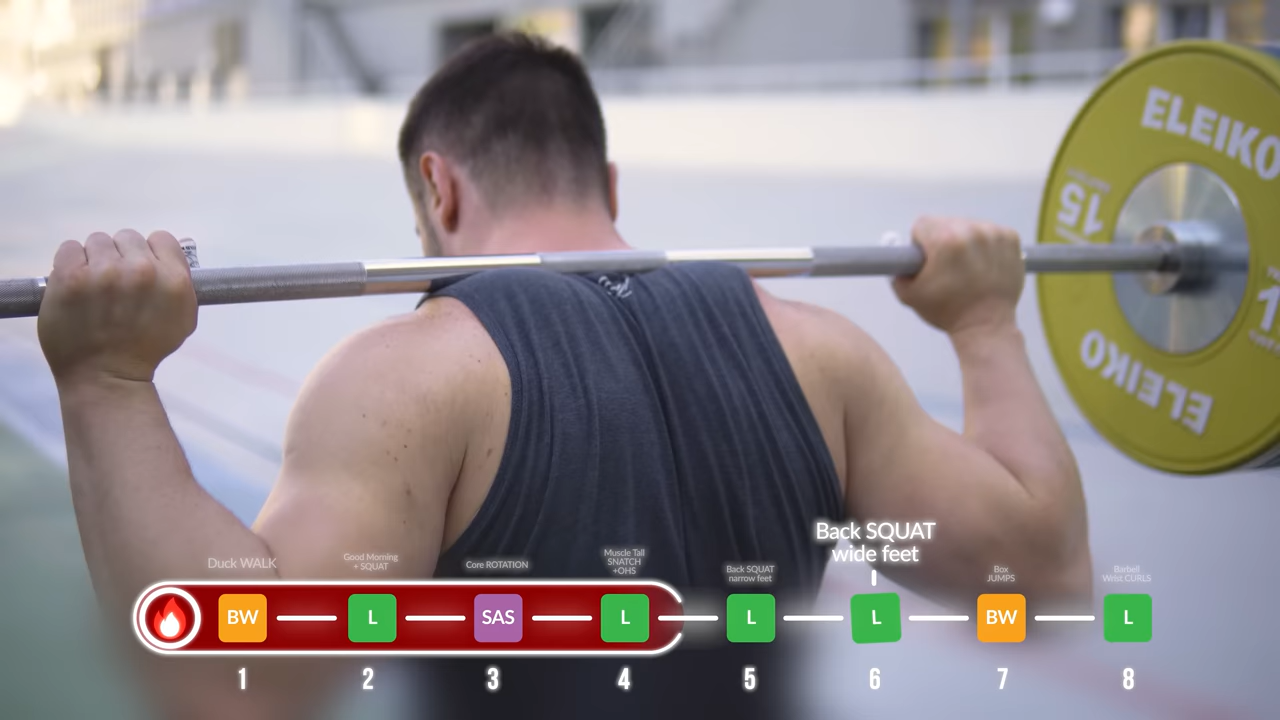 ELEIKO
15
ELEIKO
Back SQUAT
wide feet
Duck WALK
Good Morning
+ SQUAT
Core ROTATION
Muscle Tall
SNATCH
+OHS
Back SQUAT
narrow feet
Box
JUMPS
Barbell
Weist CURLS
BW
L
SAS
L
L
L
BW
L
1
2
3
4
5
6
7
8